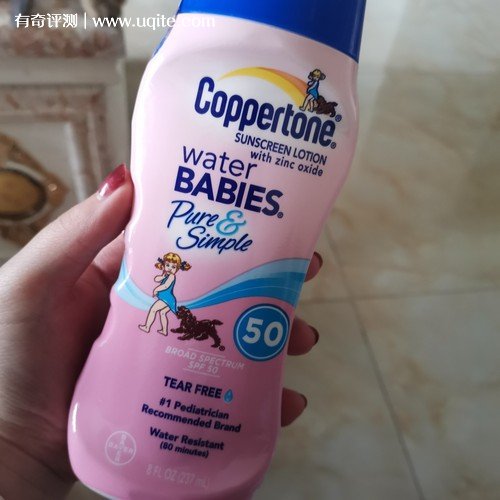 有奇评测 | www.uqite.com
Coppertone®
SUNSCREEN LOTION
with zinc oxide
water
BABIES®
Pure &
Simple
50
BROAD SPECTRUM
SPF 50
TEAR FREE
#1 Pediatrician
Recommended Brand
Water Resistant
(80 minutes)
BAYER
8 FL OZ (237 mL)